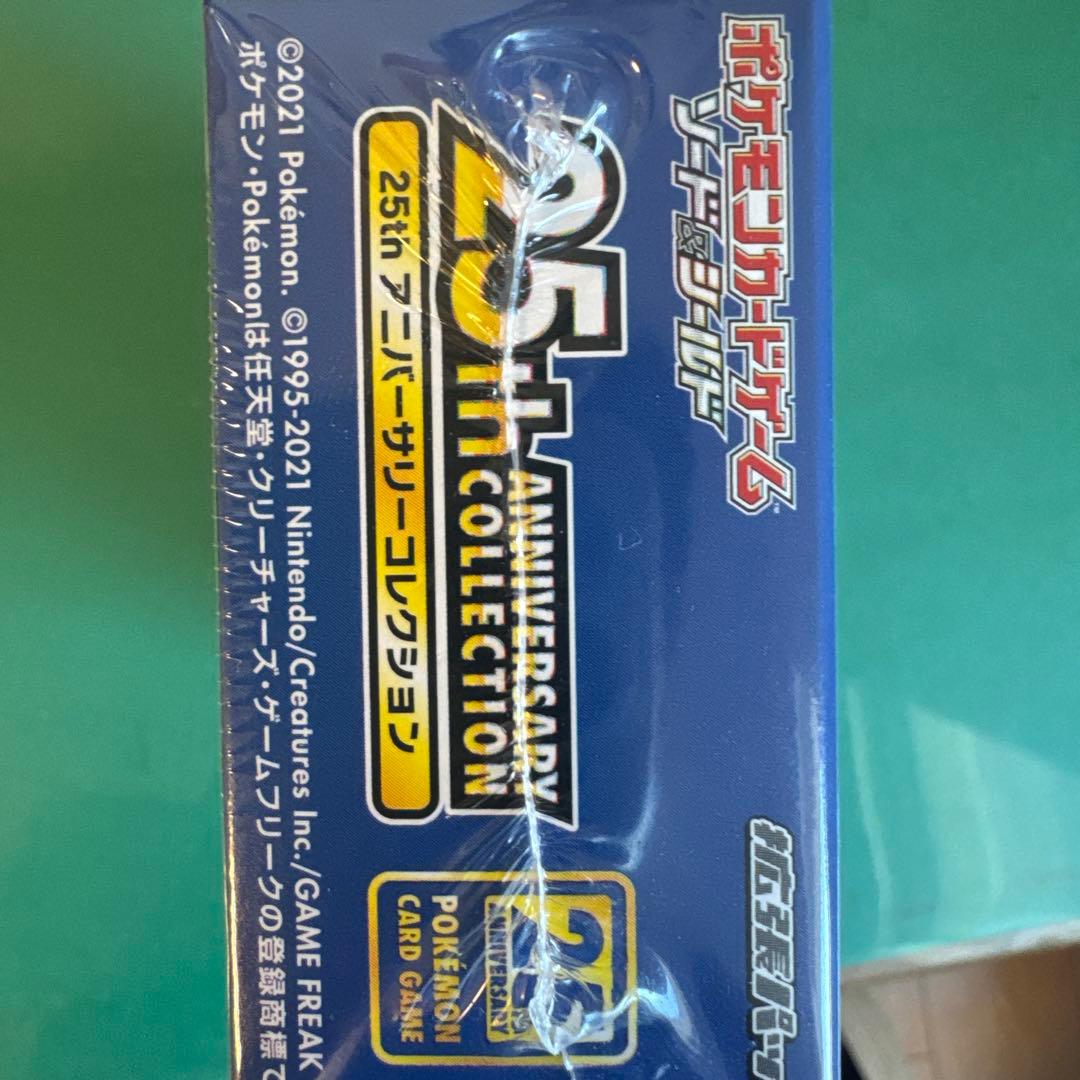 ポケモンカードゲーム
ソード&シールド
拡張パッ
25th ANNIVERSARY
COLLECTION
25th アニバーサリーコレクション
ANNIVERSARY
POKÉMON
CARD GAME
©2021 Pokémon. ©1995-2021 Nintendo/Creatures Inc./GAME FREAK
ポケモン・Pokémonは任天堂・クリーチャーズ・ゲームフリークの登録商標で